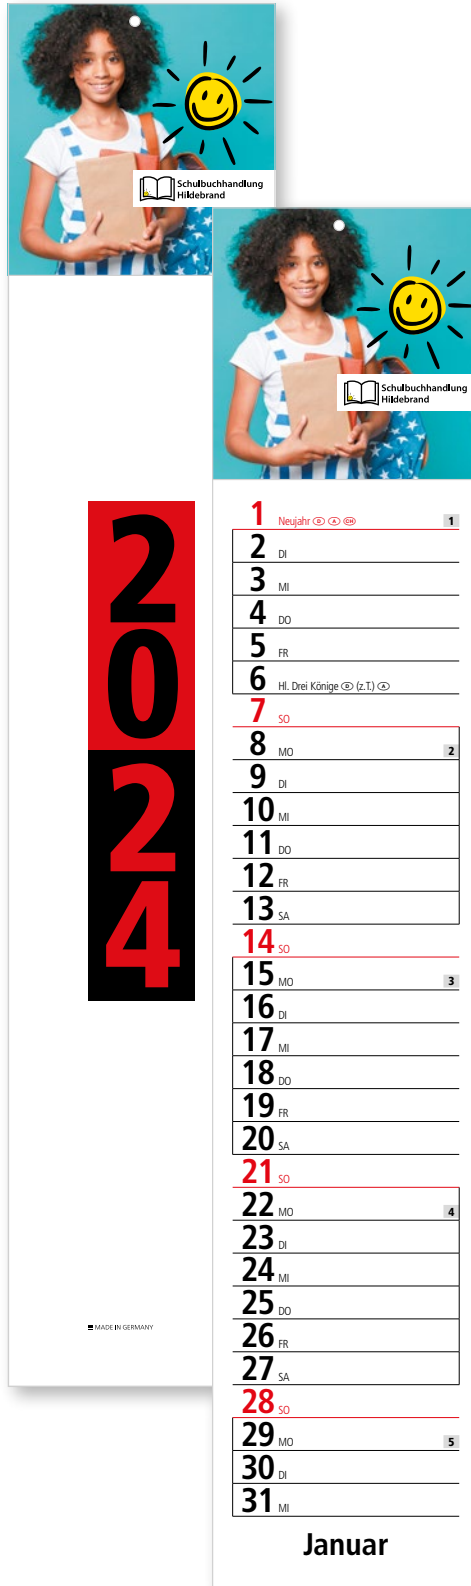 Schulbuchhandlung
Hildebrand
2
0
2
4
MADE IN GERMANY
Schulbuchhandlung
Hildebrand
1 Neujahr D A CH 1
2 DI
3 MI
4 DO
5 FR
6 Hl. Drei Könige D (z.T.) A
7 SO
8 MO 2
9 DI
10 MI
11 DO
12 FR
13 SA
14 SO
15 MO 3
16 DI
17 MI
18 DO
19 FR
20 SA
21 SO
22 MO 4
23 DI
24 MI
25 DO
26 FR
27 SA
28 SO
29 MO 5
30 DI
31 MI
Januar